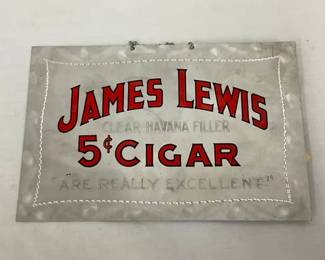 JAMES LEWIS
CLEAR HAVANA FILLER
5¢ CIGAR
"ARE REALLY EXCELLENT"